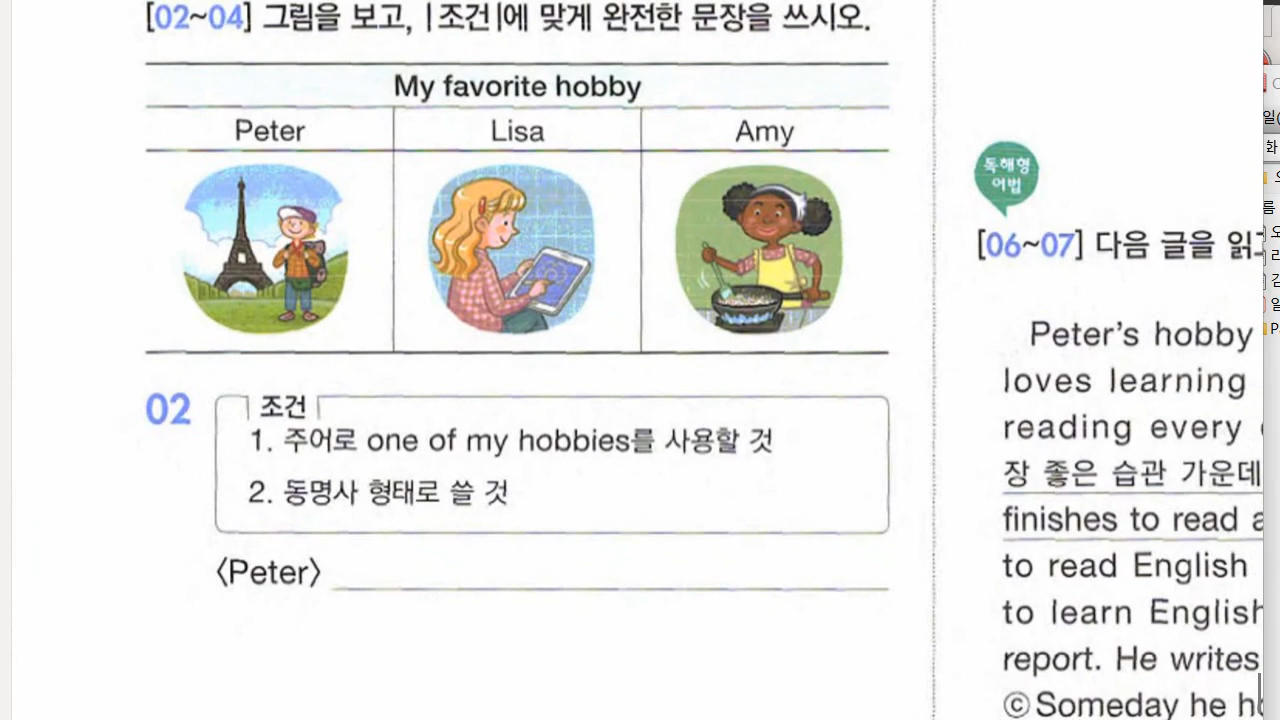 [02~04] 그림을 보고, |조건|에 맞게 완전한 문장을 쓰시오.
My favorite hobby
Peter
Lisa
Amy
02
조건
1. 주어로 one of my hobbies를 사용할 것
2. 동명사 형태로 쓸 것
〈Peter〉
독해형
어법
[06~07] 다음 글을 읽
Peter's hobby
loves learning
reading every
장 좋은 습관 가운데
finishes to read a
to read English
to learn English
report. He writes
ⓒ Someday he h